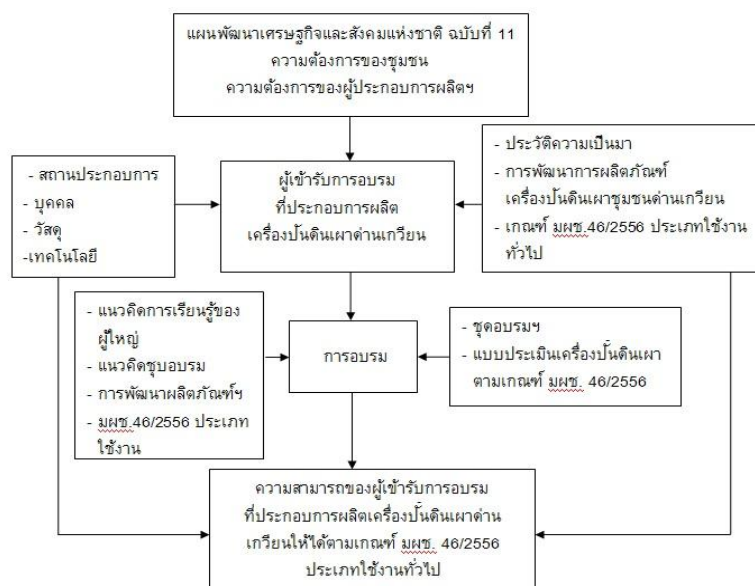 แผนพัฒนาเศรษฐกิจและสังคมแห่งชาติ ฉบับที่ 11
ความต้องการของชุมชน
ความต้องการของผู้ประกอบการผลิตฯ
- สถานประกอบการ
- บุคคล
- วัสดุ
-เทคโนโลยี
ผู้เข้ารับการอบรม
ที่ประกอบการผลิต
เครื่องปั้นดินเผาด่านเกวียน
- ประวัติความเป็นมา
- การพัฒนาการผลิตภัณฑ์
เครื่องปั้นดินเผาชุมชนด่านเกวียน
- เกณฑ์ มผช.46/2556 ประเภทใช้งาน
ทั่วไป
- แนวคิดการเรียนรู้ของ
ผู้ใหญ่
- แนวคิดชุบอบรม
- การพัฒนาผลิตภัณฑ์ฯ
- มผช.46/2556 ประเภท
ใช้งาน
การอบรม
- ชุดอบรมฯ
- แบบประเมินเครื่องปั้นดินเผา
ตามเกณฑ์ มผช. 46/2556
ความสามารถของผู้เข้ารับการอบรม
ที่ประกอบการผลิตเครื่องปั้นดินเผาด่าน
เกวียนให้ได้ตามเกณฑ์ มผช. 46/2556
ประเภทใช้งานทั่วไป